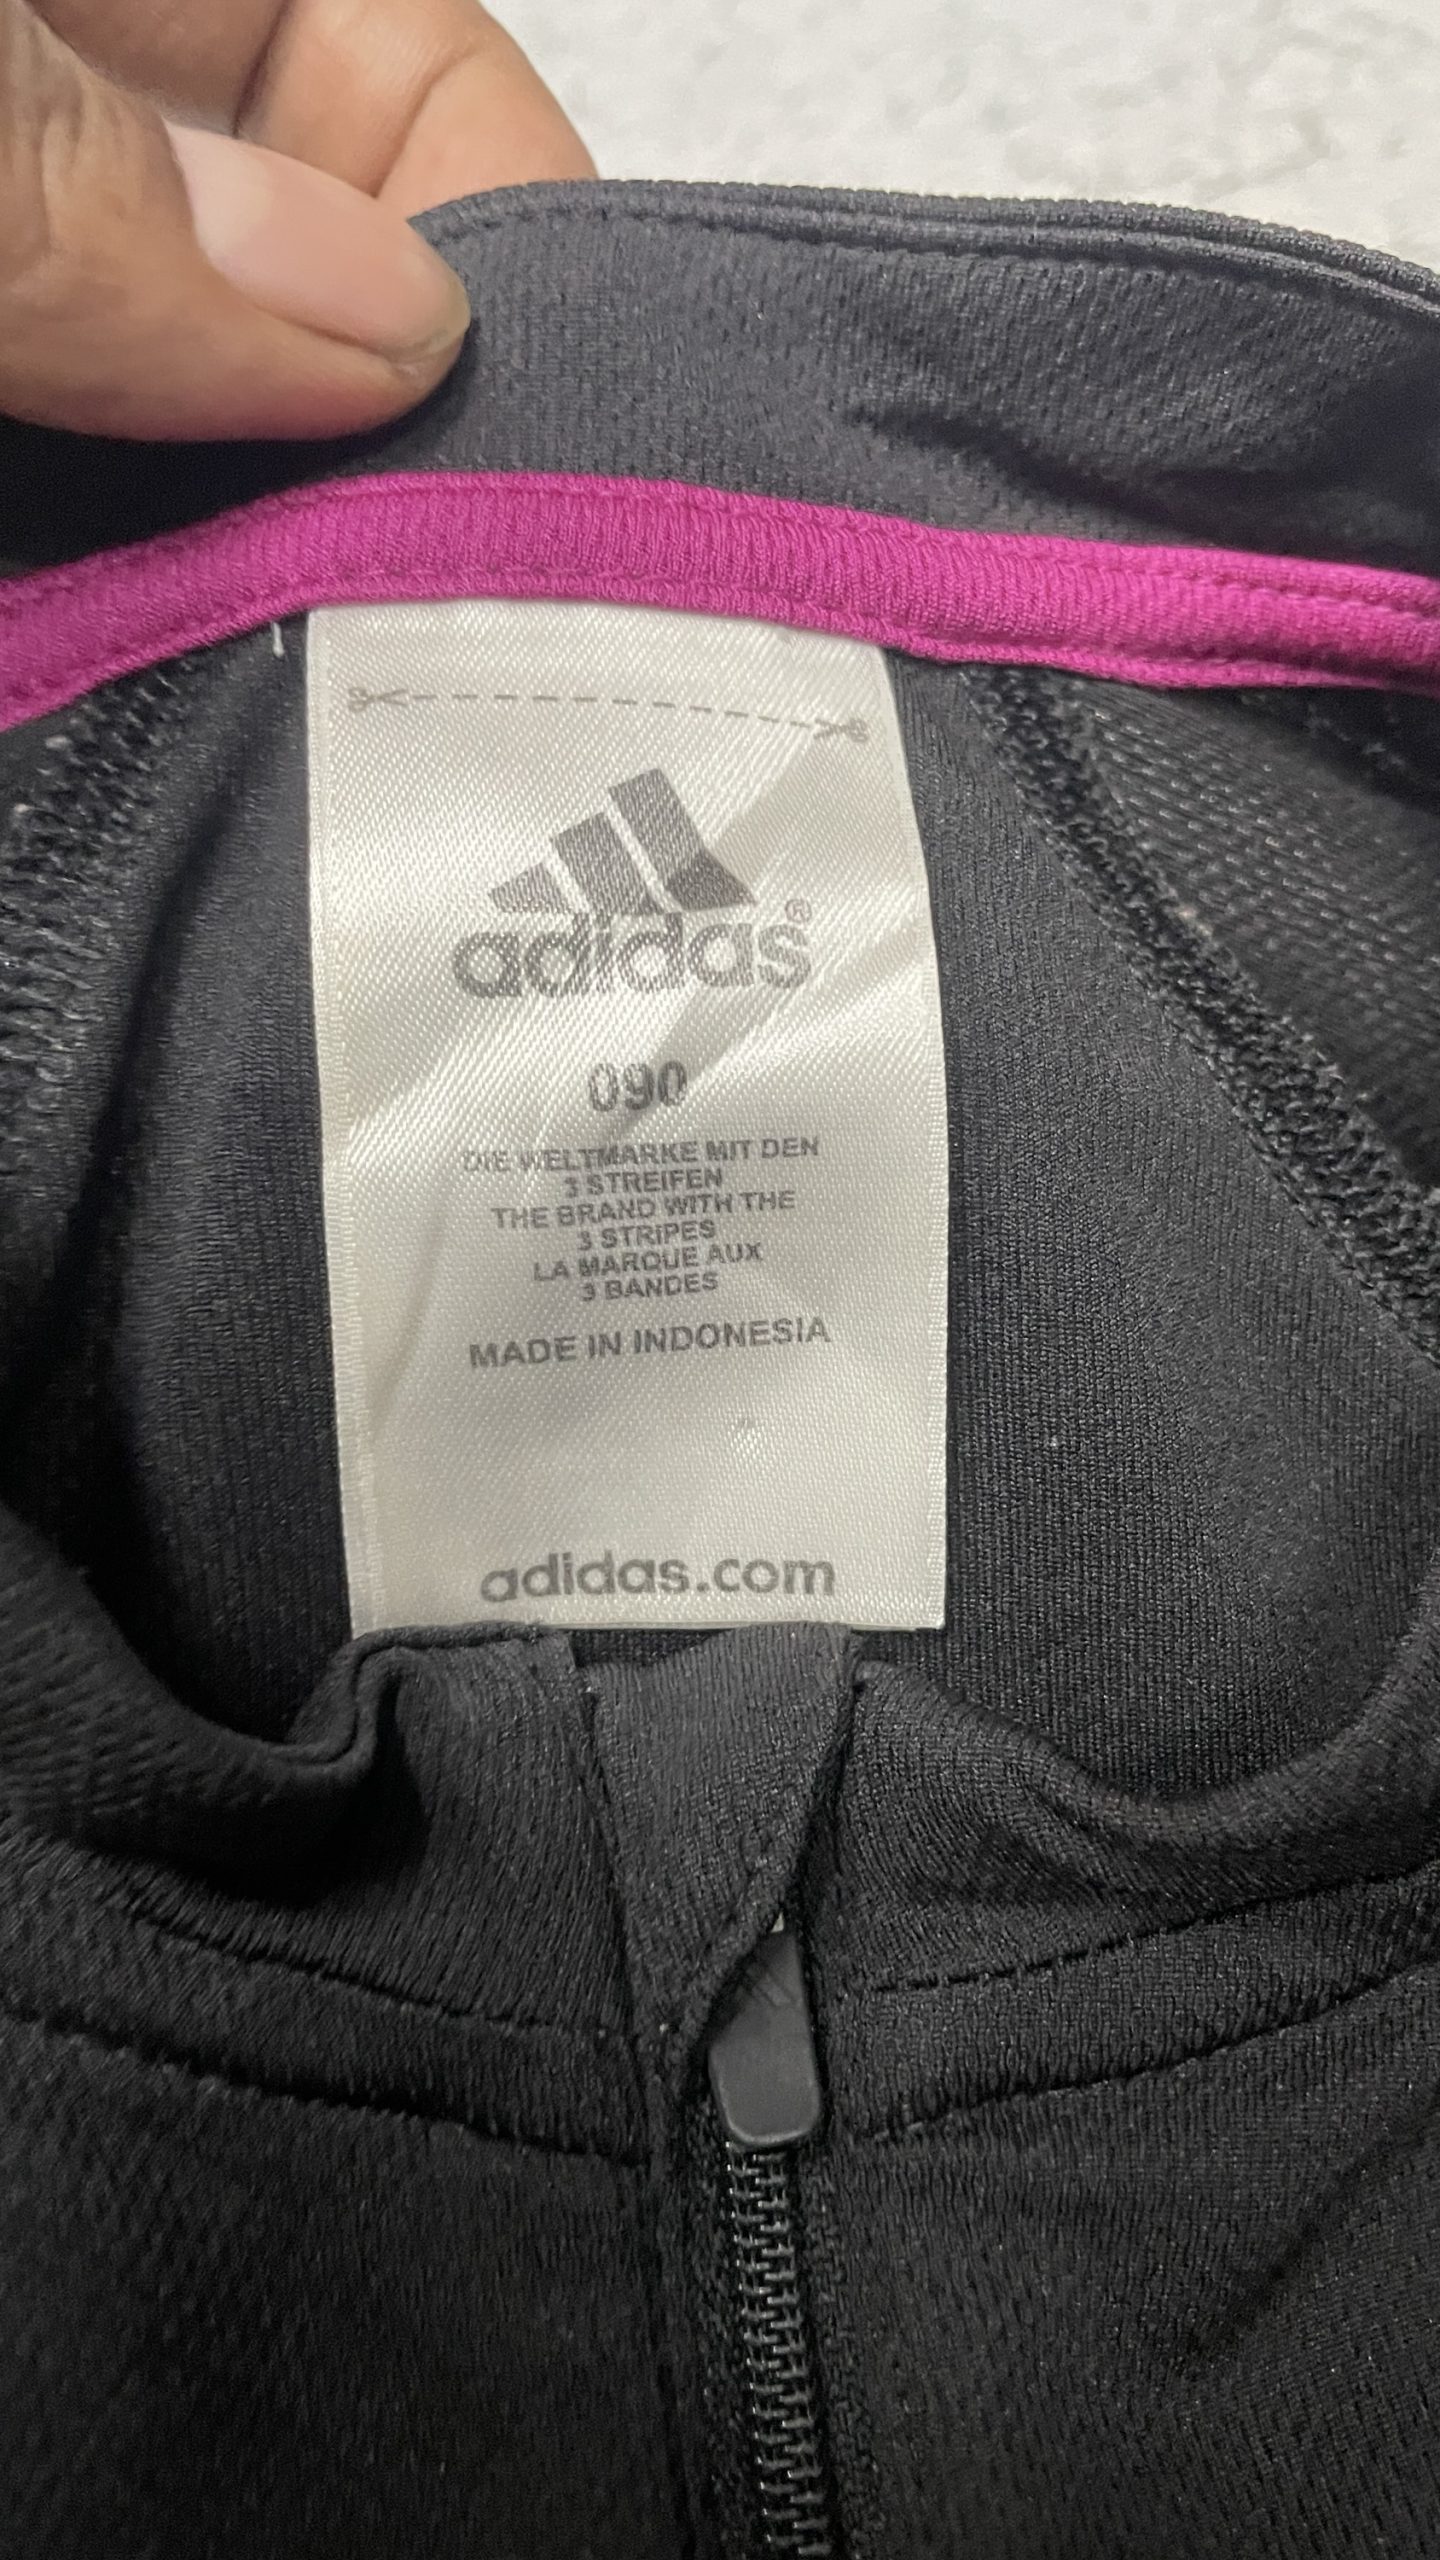 adidas®
090
DIE WELTMARKE MIT DEN
3 STREIFEN
THE BRAND WITH THE
3 STRIPES
LA MARQUE AUX
3 BANDES
MADE IN INDONESIA
adidas.com